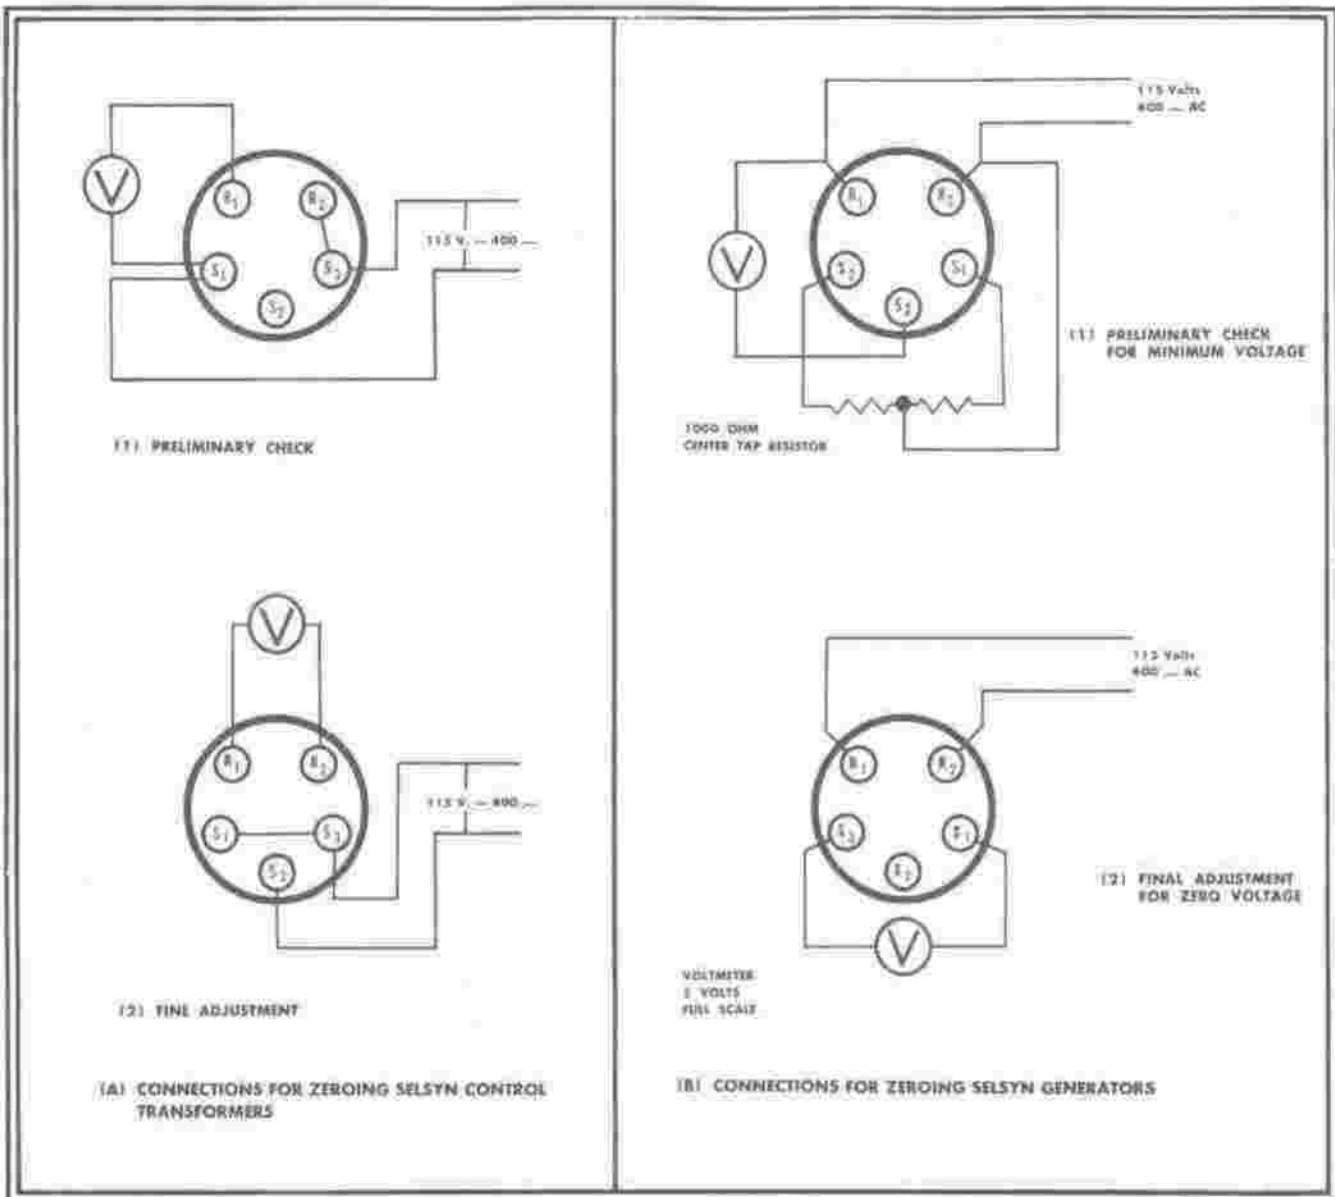 V
R1
R2
115 V. — 400 —
S1
S3
S2
(1) PRELIMINARY CHECK
V
R1
R2
115 V. — 400 —
S1
S3
S2
(2) FINE ADJUSTMENT
(A) CONNECTIONS FOR ZEROING SELSYN CONTROL
TRANSFORMERS
115 Volts
400 — AC
R1
R2
V
S1
S2
(1) PRELIMINARY CHECK
FOR MINIMUM VOLTAGE
1000 OHM
CENTER TAP RESISTOR
115 Volts
400 — AC
R1
R2
S3
S1
S2
(2) FINAL ADJUSTMENT
FOR ZERO VOLTAGE
V
VOLTMETER
VOLTS
FULL SCALE
(B) CONNECTIONS FOR ZEROING SELSYN GENERATORS